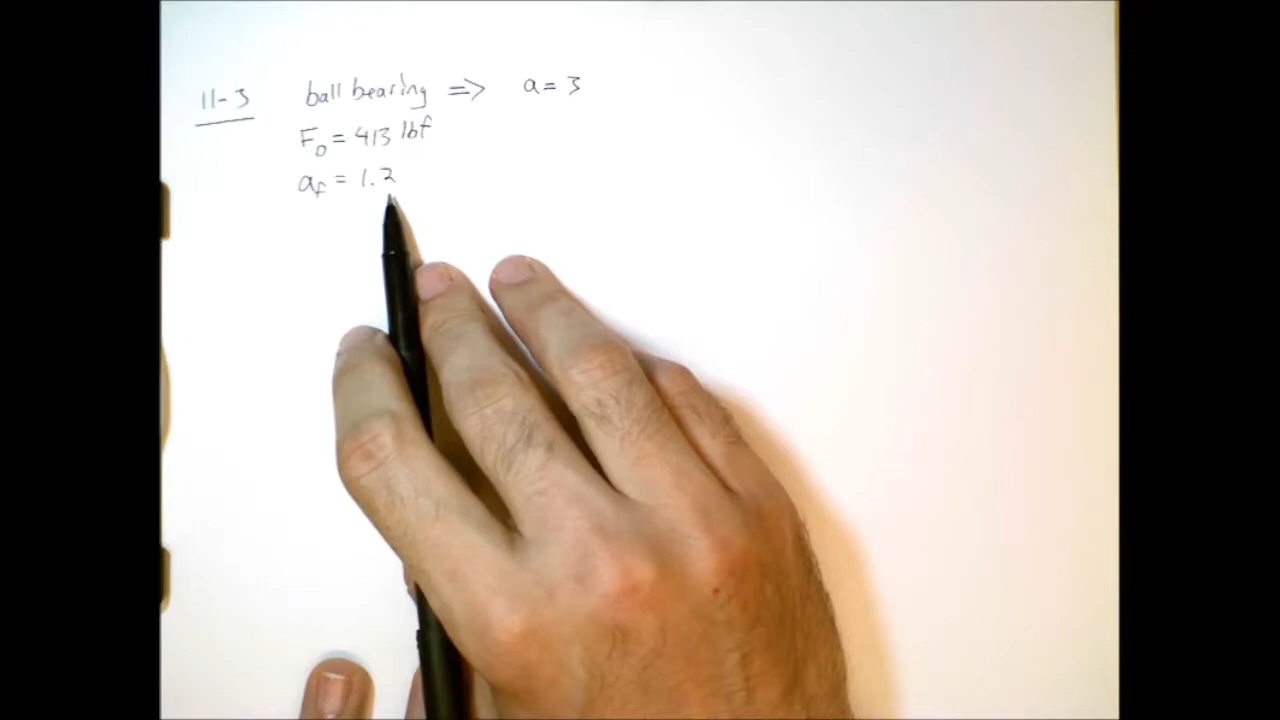 11-3 ball bearing => a = 3
F_D = 413 lbf
a_f = 1.2